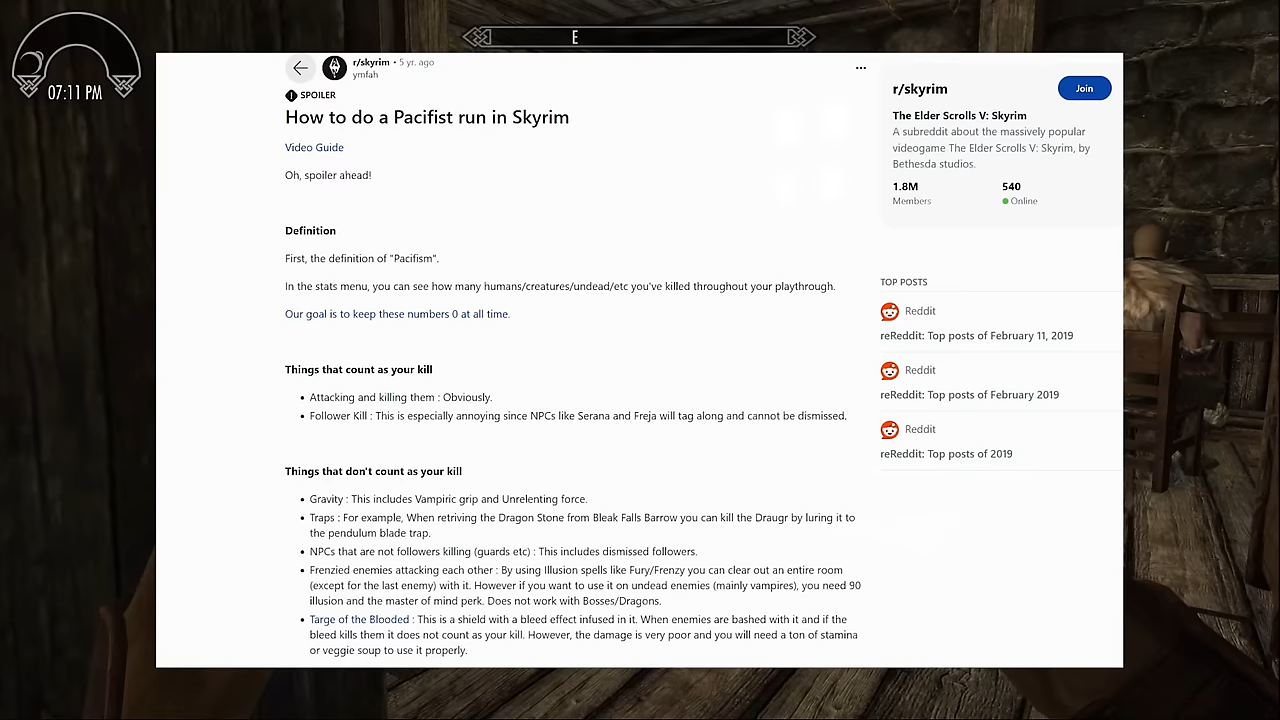 E
07:11 PM
r/skyrim • 5 yr. ago
ymfah
SPOILER
How to do a Pacifist run in Skyrim
Video Guide
Oh, spoiler ahead!
Definition
First, the definition of "Pacifism".
In the stats menu, you can see how many humans/creatures/undead/etc you've killed throughout your playthrough.
Our goal is to keep these numbers 0 at all time.
Things that count as your kill
• Attacking and killing them : Obviously.
• Follower Kill : This is especially annoying since NPCs like Serana and Freja will tag along and cannot be dismissed.
Things that don't count as your kill
• Gravity : This includes Vampiric grip and Unrelenting force.
• Traps : For example, When retriving the Dragon Stone from Bleak Falls Barrow you can kill the Draugr by luring it to
the pendulum blade trap.
• NPCs that are not followers killing (guards etc) : This includes dismissed followers.
• Frenzied enemies attacking each other : By using Illusion spells like Fury/Frenzy you can clear out an entire room
(except for the last enemy) with it. However if you want to use it on undead enemies (mainly vampires), you need 90
illusion and the master of mind perk. Does not work with Bosses/Dragons.
• Targe of the Blooded : This is a shield with a bleed effect infused in it. When enemies are bashed with it and if the
bleed kills them it does not count as your kill. However, the damage is very poor and you will need a ton of stamina
or veggie soup to use it properly.
r/skyrim
Join
The Elder Scrolls V: Skyrim
A subreddit about the massively popular
videogame The Elder Scrolls V: Skyrim, by
Bethesda studios.
1.8M 540
Members Online
TOP POSTS
Reddit
reReddit: Top posts of February 11, 2019
Reddit
reReddit: Top posts of February 2019
Reddit
reReddit: Top posts of 2019